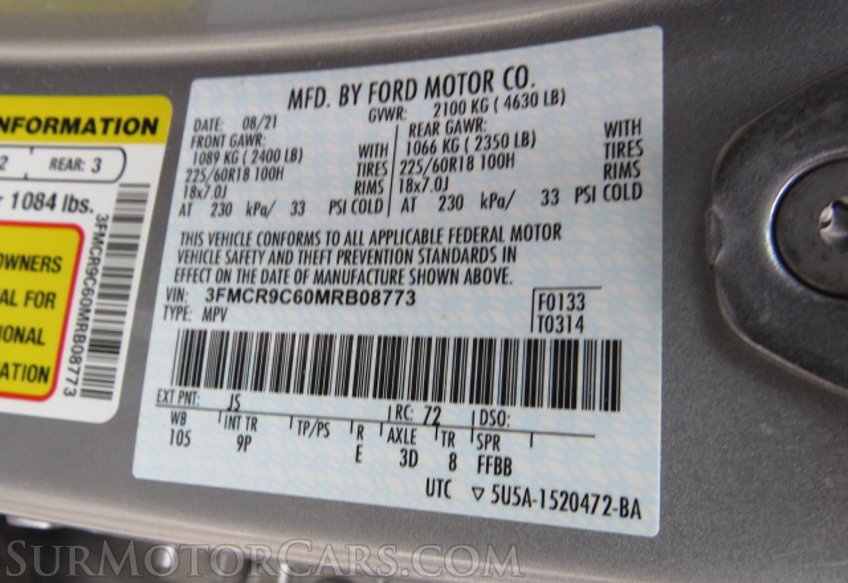 NFORMATION
2 REAR: 3
1084 lbs.
OWNERS
AL FOR
IONAL
ATION
3FMCR9C60MRB08773
MFD. BY FORD MOTOR CO.
DATE: 08/21 GVWR: 2100 KG ( 4630 LB)
FRONT GAWR: REAR GAWR:
1089 KG ( 2400 LB) WITH 1066 KG ( 2350 LB) WITH
225/60R18 100H TIRES 225/60R18 100H TIRES
18x7.0J RIMS 18x7.0J RIMS
AT 230 kPa/ 33 PSI COLD AT 230 kPa/ 33 PSI COLD
THIS VEHICLE CONFORMS TO ALL APPLICABLE FEDERAL MOTOR
VEHICLE SAFETY AND THEFT PREVENTION STANDARDS IN
EFFECT ON THE DATE OF MANUFACTURE SHOWN ABOVE.
VIN: 3FMCR9C60MRB08773 F0133
TYPE: MPV T0314
EXT PNT: JS RC: 72 DSO:
WB INT TR TP/PS R AXLE TR SPR
105 9P E 3D 8 FFBB
UTC ▽ 5U5A-1520472-BA
SURMOTORCARS.COM